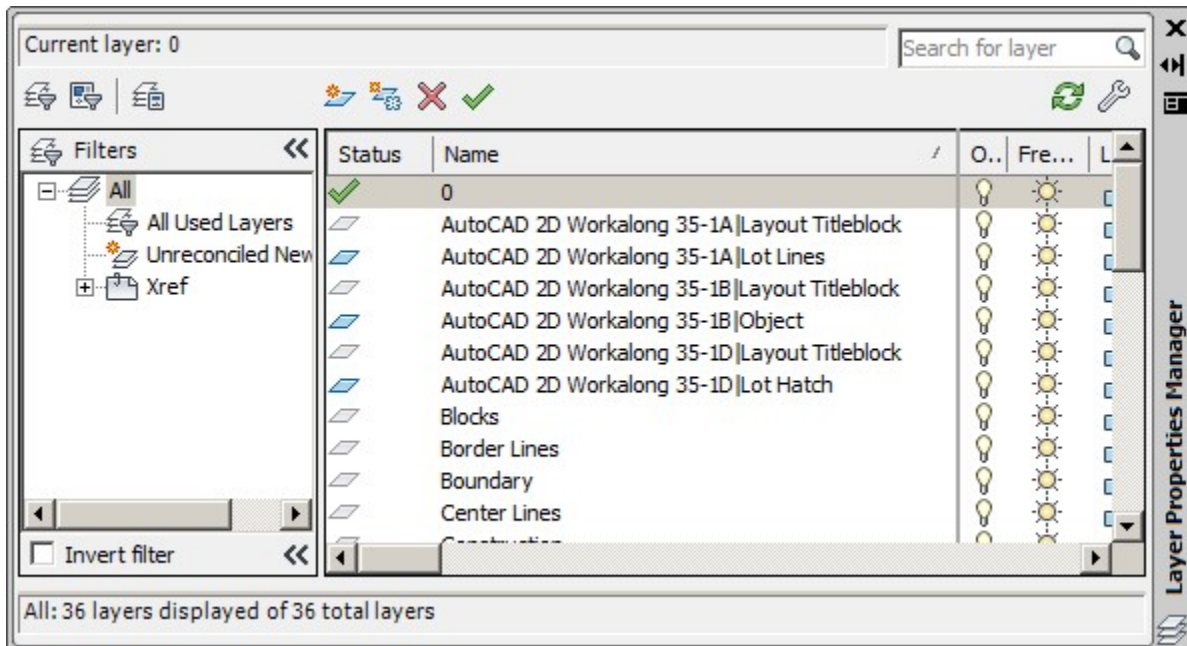 Current layer: 0
Search for layer
Filters
All
All Used Layers
Unreconciled New
Xref
Invert filter
Status Name O.. Fre... L
0
AutoCAD 2D Workalong 35-1A|Layout Titleblock
AutoCAD 2D Workalong 35-1A|Lot Lines
AutoCAD 2D Workalong 35-1B|Layout Titleblock
AutoCAD 2D Workalong 35-1B|Object
AutoCAD 2D Workalong 35-1D|Layout Titleblock
AutoCAD 2D Workalong 35-1D|Lot Hatch
Blocks
Border Lines
Boundary
Center Lines
All: 36 layers displayed of 36 total layers
Layer Properties Manager